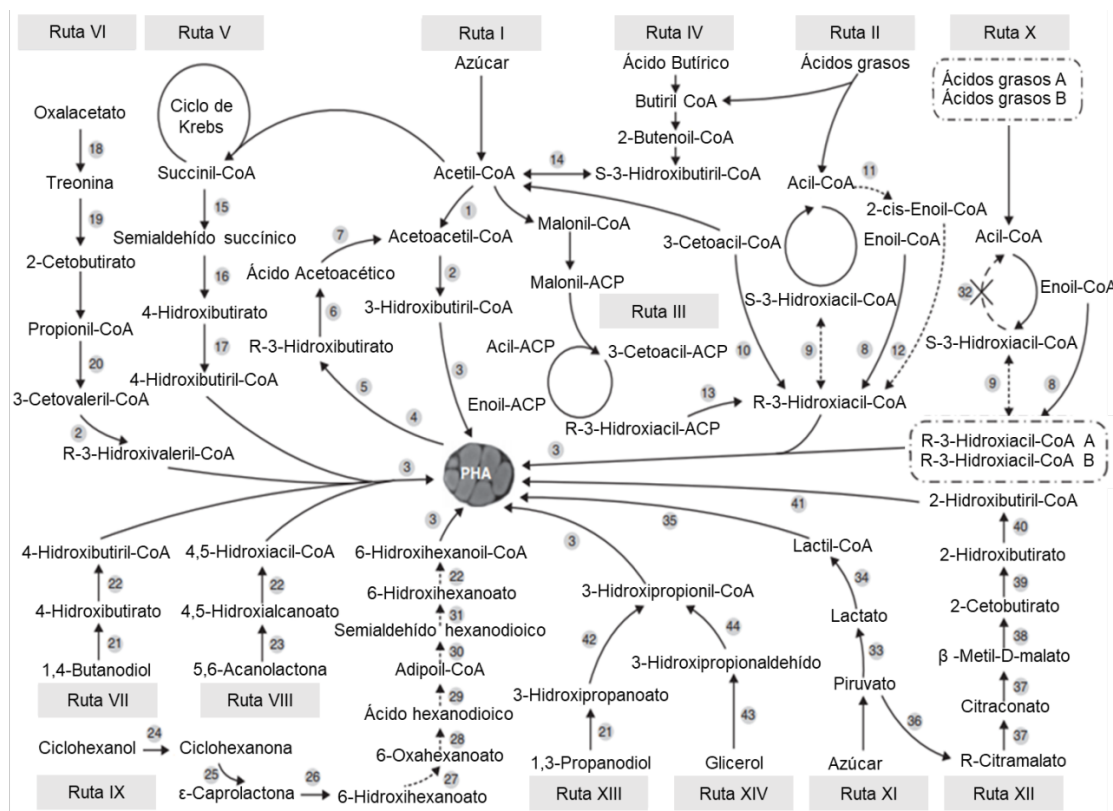 Ruta VI
Ruta V
Ruta I
Ruta IV
Ruta II
Ruta X
Azúcar
Ácido Butírico
Ácidos grasos
Ácidos grasos A
Ácidos grasos B
Oxalacetato
Ciclo de
Krebs
Butiril CoA
2-Butenoil-CoA
18
Treonina
Succinil-CoA
Acetil-CoA
14
S-3-Hidroxibutiril-CoA
Acil-CoA
11
2-cis-Enoil-CoA
19
15
1
Malonil-CoA
Semialdehído succínico
7
Acetoacetil-CoA
3-Cetoacil-CoA
Enoil-CoA
Acil-CoA
2-Cetobutirato
16
Ácido Acetoacético
2
Malonil-ACP
32
Enoil-CoA
4-Hidroxibutirato
3-Hidroxibutiril-CoA
S-3-Hidroxiacil-CoA
Propionil-CoA
6
Ruta III
S-3-Hidroxiacil-CoA
17
R-3-Hidroxibutirato
Acil-ACP
3-Cetoacil-ACP
10
9
8
12
20
3
9
8
4-Hidroxibutiril-CoA
5
Enoil-ACP
3-Cetovaleril-CoA
13
R-3-Hidroxiacil-CoA
4
2
R-3-Hidroxiacil-ACP
R-3-Hidroxivaleril-CoA
3
R-3-Hidroxiacil-CoA A
R-3-Hidroxiacil-CoA B
3
PHA
41
2-Hidroxibutiril-CoA
3
35
3
40
4-Hidroxibutiril-CoA
4,5-Hidroxiacil-CoA
6-Hidroxihexanoil-CoA
Lactil-CoA
2-Hidroxibutirato
22
22
22
34
39
6-Hidroxihexanoato
3-Hidroxipropionil-CoA
4-Hidroxibutirato
4,5-Hidroxialcanoato
2-Cetobutirato
31
Lactato
Semialdehído hexanodioico
42
44
38
21
23
30
33
β -Metil-D-malato
1,4-Butanodiol
5,6-Acanolactona
Adipoil-CoA
3-Hidroxipropionaldehído
29
Piruvato
37
Ruta VII
Ruta VIII
3-Hidroxipropanoato
Ácido hexanodioico
Citraconato
24
28
21
43
36
37
Ciclohexanol
Ciclohexanona
6-Oxahexanoato
25
26
27
1,3-Propanodiol
Glicerol
Azúcar
R-Citramalato
Ruta IX
ε-Caprolactona
6-Hidroxihexanoato
Ruta XIII
Ruta XIV
Ruta XI
Ruta XII